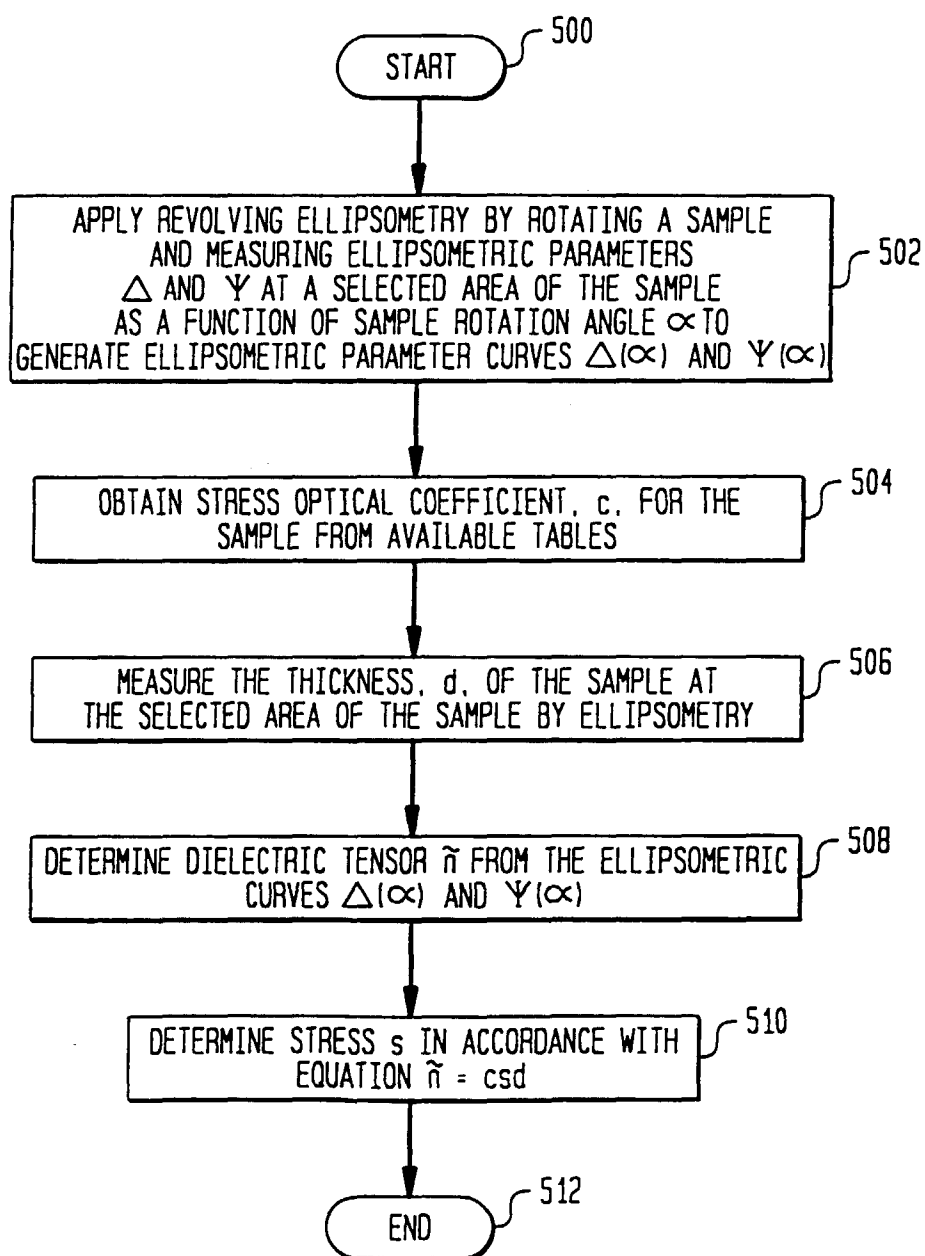 500
START
APPLY REVOLVING ELLIPSOMETRY BY ROTATING A SAMPLE
AND MEASURING ELLIPSOMETRIC PARAMETERS
Δ AND Ψ AT A SELECTED AREA OF THE SAMPLE
AS A FUNCTION OF SAMPLE ROTATION ANGLE ∝ TO
GENERATE ELLIPSOMETRIC PARAMETER CURVES Δ(∝) AND Ψ(∝)
502
OBTAIN STRESS OPTICAL COEFFICIENT, c, FOR THE
SAMPLE FROM AVAILABLE TABLES
504
MEASURE THE THICKNESS, d, OF THE SAMPLE AT
THE SELECTED AREA OF THE SAMPLE BY ELLIPSOMETRY
506
DETERMINE DIELECTRIC TENSOR ñ FROM THE ELLIPSOMETRIC
CURVES Δ(∝) AND Ψ(∝)
508
DETERMINE STRESS s IN ACCORDANCE WITH
EQUATION ñ = csd
510
END
512